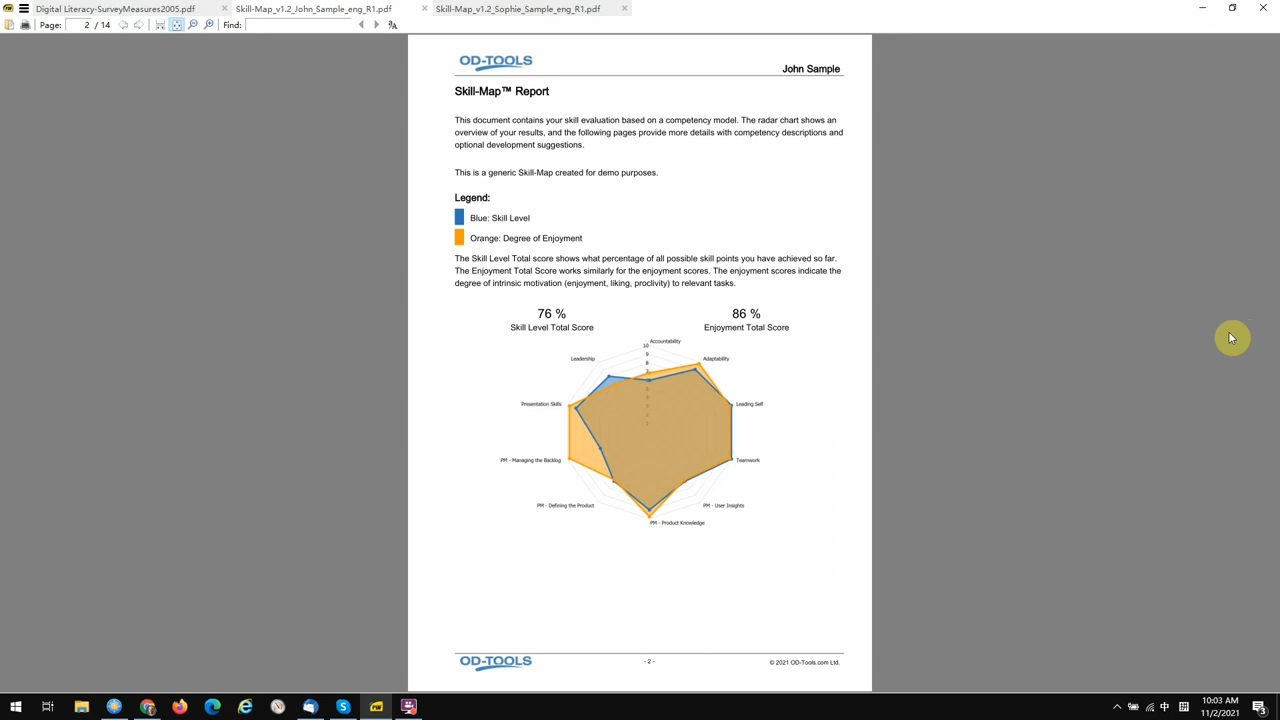 Digital Literacy-SurveyMeasures2005.pdf
Skill-Map_v1.2_John_Sample_eng_R1.pdf
Skill-Map_v1.2_Sophie_Sample_eng_R1.pdf
Page: 2 / 14
Find:
OD-TOOLS
John Sample
Skill-Map™ Report
This document contains your skill evaluation based on a competency model. The radar chart shows an
overview of your results, and the following pages provide more details with competency descriptions and
optional development suggestions.
This is a generic Skill-Map created for demo purposes.
Legend:
Blue: Skill Level
Orange: Degree of Enjoyment
The Skill Level Total score shows what percentage of all possible skill points you have achieved so far.
The Enjoyment Total Score works similarly for the enjoyment scores. The enjoyment scores indicate the
degree of intrinsic motivation (enjoyment, liking, proclivity) to relevant tasks.
76 %
86 %
Skill Level Total Score
Enjoyment Total Score
Accountability
10
9
8
Leadership
Adaptability
Presentation Skills
Leading Self
PM - Managing the Backlog
Teamwork
PM - Defining the Product
PM - User Insights
PM - Product Knowledge
OD-TOOLS
- 2 -
© 2021 OD-Tools.com Ltd.
中
10:03 AM
11/2/2021